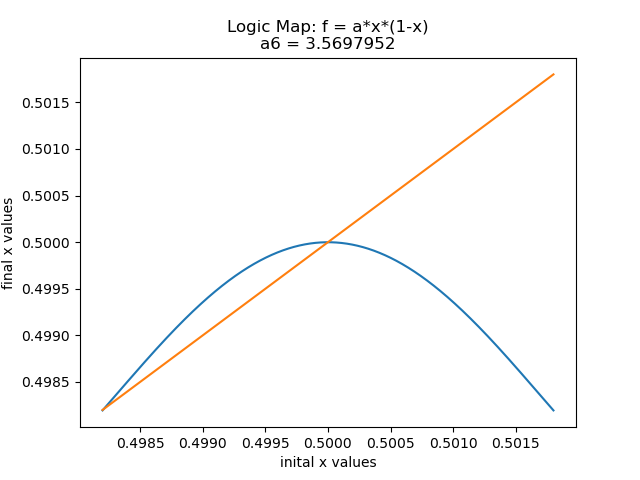 Logic Map: f = a*x*(1-x)
a6 = 3.5697952
final x values
0.5015
0.5010
0.5005
0.5000
0.4995
0.4990
0.4985
0.4985 0.4990 0.4995 0.5000 0.5005 0.5010 0.5015
inital x values